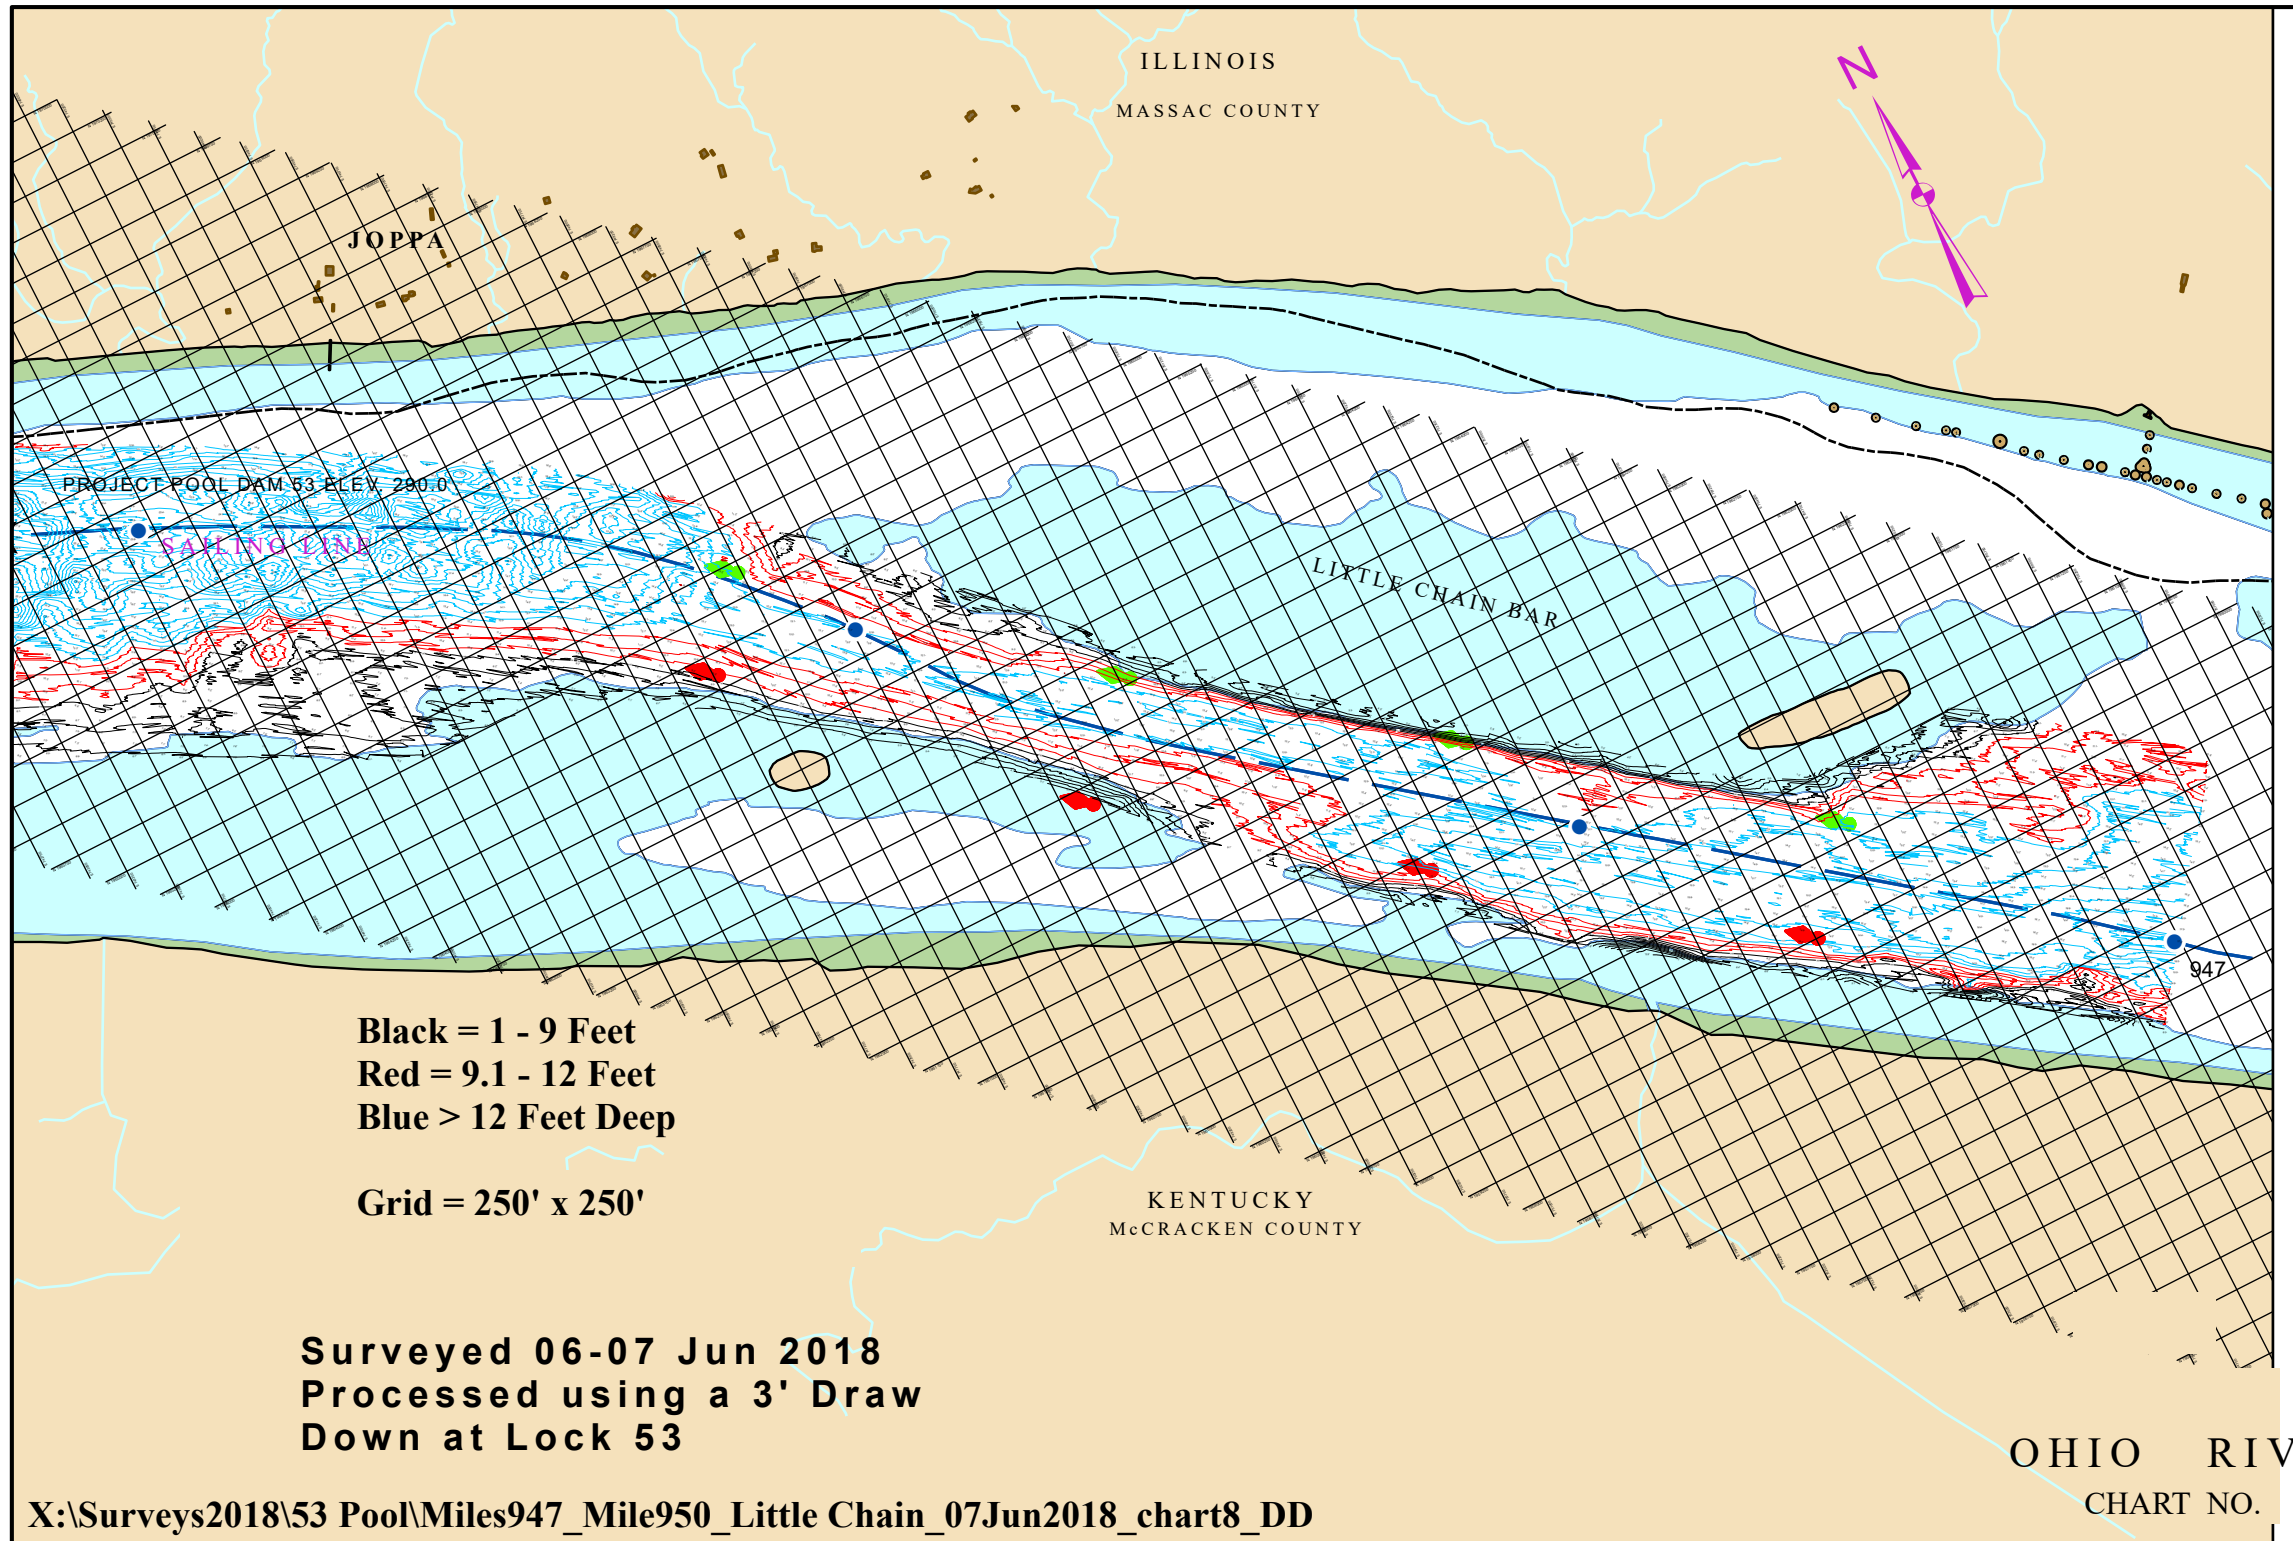 ILLINOIS
MASSAC COUNTY
N
JOPPA
PROJECT POOL DAM 53 ELEV. 290.0
SAILING LINE
LITTLE CHAIN BAR
947
Black = 1 - 9 Feet
Red = 9.1 - 12 Feet
Blue > 12 Feet Deep
Grid = 250' x 250'
KENTUCKY
McCRACKEN COUNTY
Surveyed 06-07 Jun 2018
Processed using a 3' Draw
Down at Lock 53
OHIO RIV
CHART NO.
X:\Surveys2018\53 Pool\Miles947_Mile950_Little Chain_07Jun2018_chart8_DD